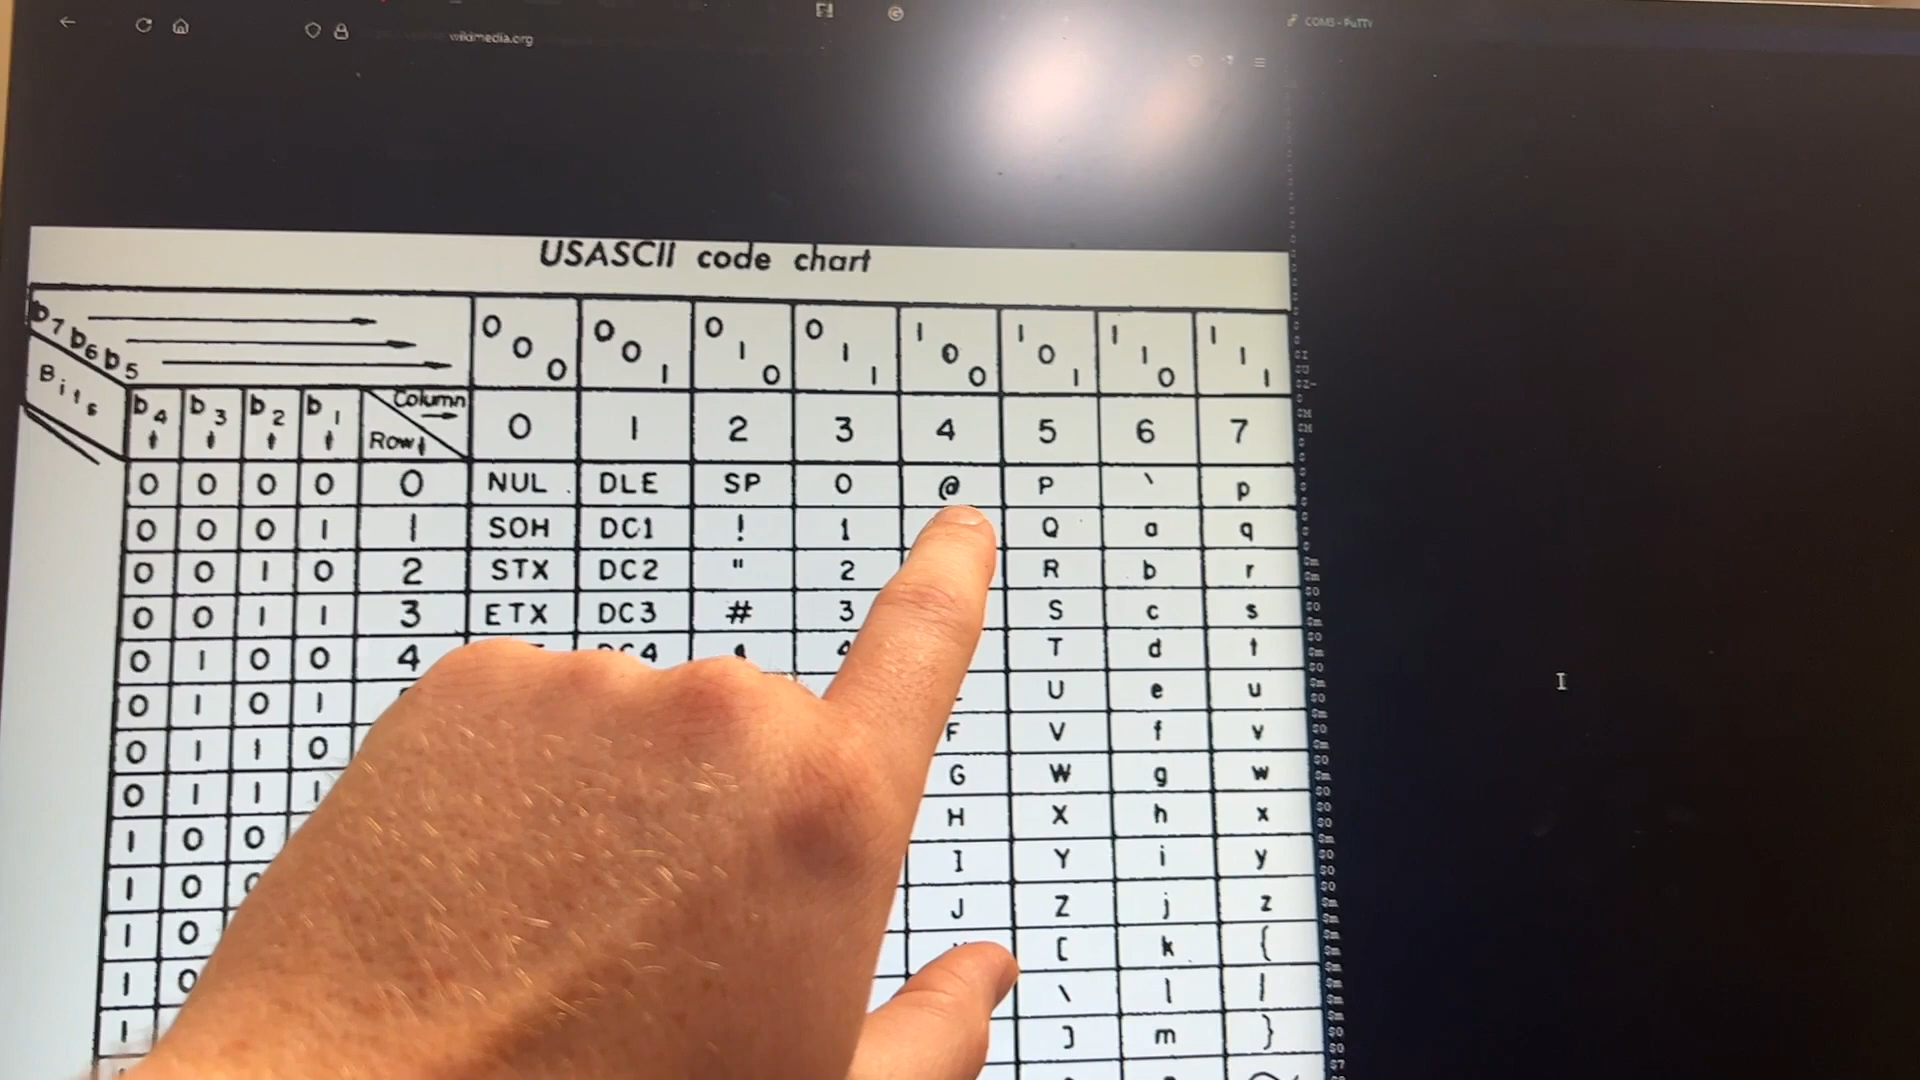 wikimedia.org
COM3 - PuTTY
USASCII code chart
b7 b6 b5 0 0 0 0 0 1 0 1 0 0 1 1 1 0 0 1 0 1 1 1 0 1 1 1
Bits b4 b3 b2 b1 Column Row 0 1 2 3 4 5 6 7
0 0 0 0 0 NUL DLE SP 0 @ P ` p
0 0 0 1 1 SOH DC1 ! 1 Q a q
0 0 1 0 2 STX DC2 " 2 R b r
0 0 1 1 3 ETX DC3 # 3 S c s
0 1 0 0 4 DC4 T d t
0 1 0 1 U e u
0 1 1 0 F V f v
0 1 1 1 G W g w
1 0 0 H X h x
1 0 I Y i y
1 0 J Z j z
1 0 [ k {
1 \ l |
] m }